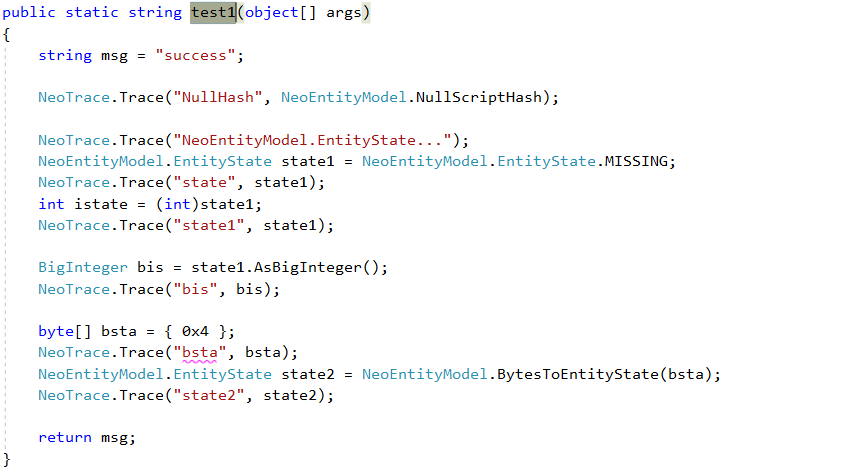 public static string test1(object[] args)
{
    string msg = "success";

    NeoTrace.Trace("NullHash", NeoEntityModel.NullScriptHash);

    NeoTrace.Trace("NeoEntityModel.EntityState...");
    NeoEntityModel.EntityState state1 = NeoEntityModel.EntityState.MISSING;
    NeoTrace.Trace("state", state1);
    int istate = (int)state1;
    NeoTrace.Trace("state1", state1);

    BigInteger bis = state1.AsBigInteger();
    NeoTrace.Trace("bis", bis);

    byte[] bsta = { 0x4 };
    NeoTrace.Trace("bsta", bsta);
    NeoEntityModel.EntityState state2 = NeoEntityModel.BytesToEntityState(bsta);
    NeoTrace.Trace("state2", state2);

    return msg;
}